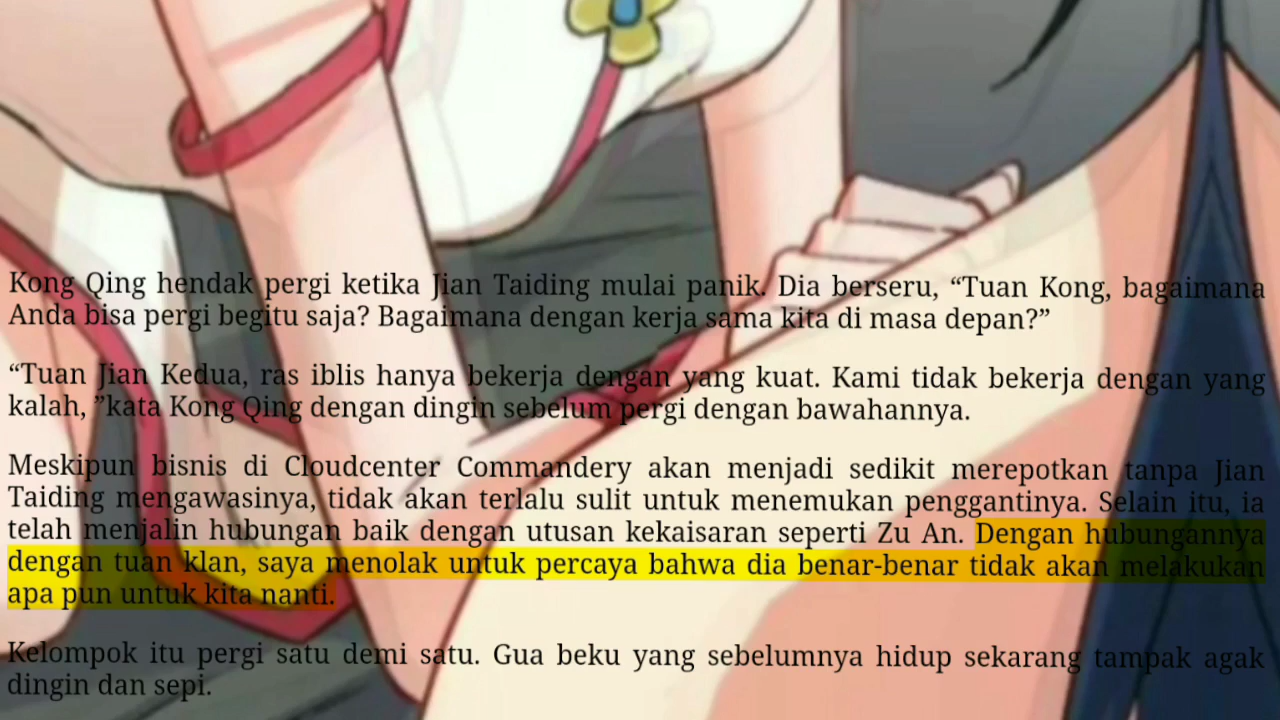 Kong Qing hendak pergi ketika Jian Taiding mulai panik. Dia berseru, “Tuan Kong, bagaimana
Anda bisa pergi begitu saja? Bagaimana dengan kerja sama kita di masa depan?”
“Tuan Jian Kedua, ras iblis hanya bekerja dengan yang kuat. Kami tidak bekerja dengan yang
kalah, ”kata Kong Qing dengan dingin sebelum pergi dengan bawahannya.
Meskipun bisnis di Cloudcenter Commandery akan menjadi sedikit merepotkan tanpa Jian
Taiding mengawasinya, tidak akan terlalu sulit untuk menemukan penggantinya. Selain itu, ia
telah menjalin hubungan baik dengan utusan kekaisaran seperti Zu An. Dengan hubungannya
dengan tuan klan, saya menolak untuk percaya bahwa dia benar-benar tidak akan melakukan
apa pun untuk kita nanti.
Kelompok itu pergi satu demi satu. Gua beku yang sebelumnya hidup sekarang tampak agak
dingin dan sepi.